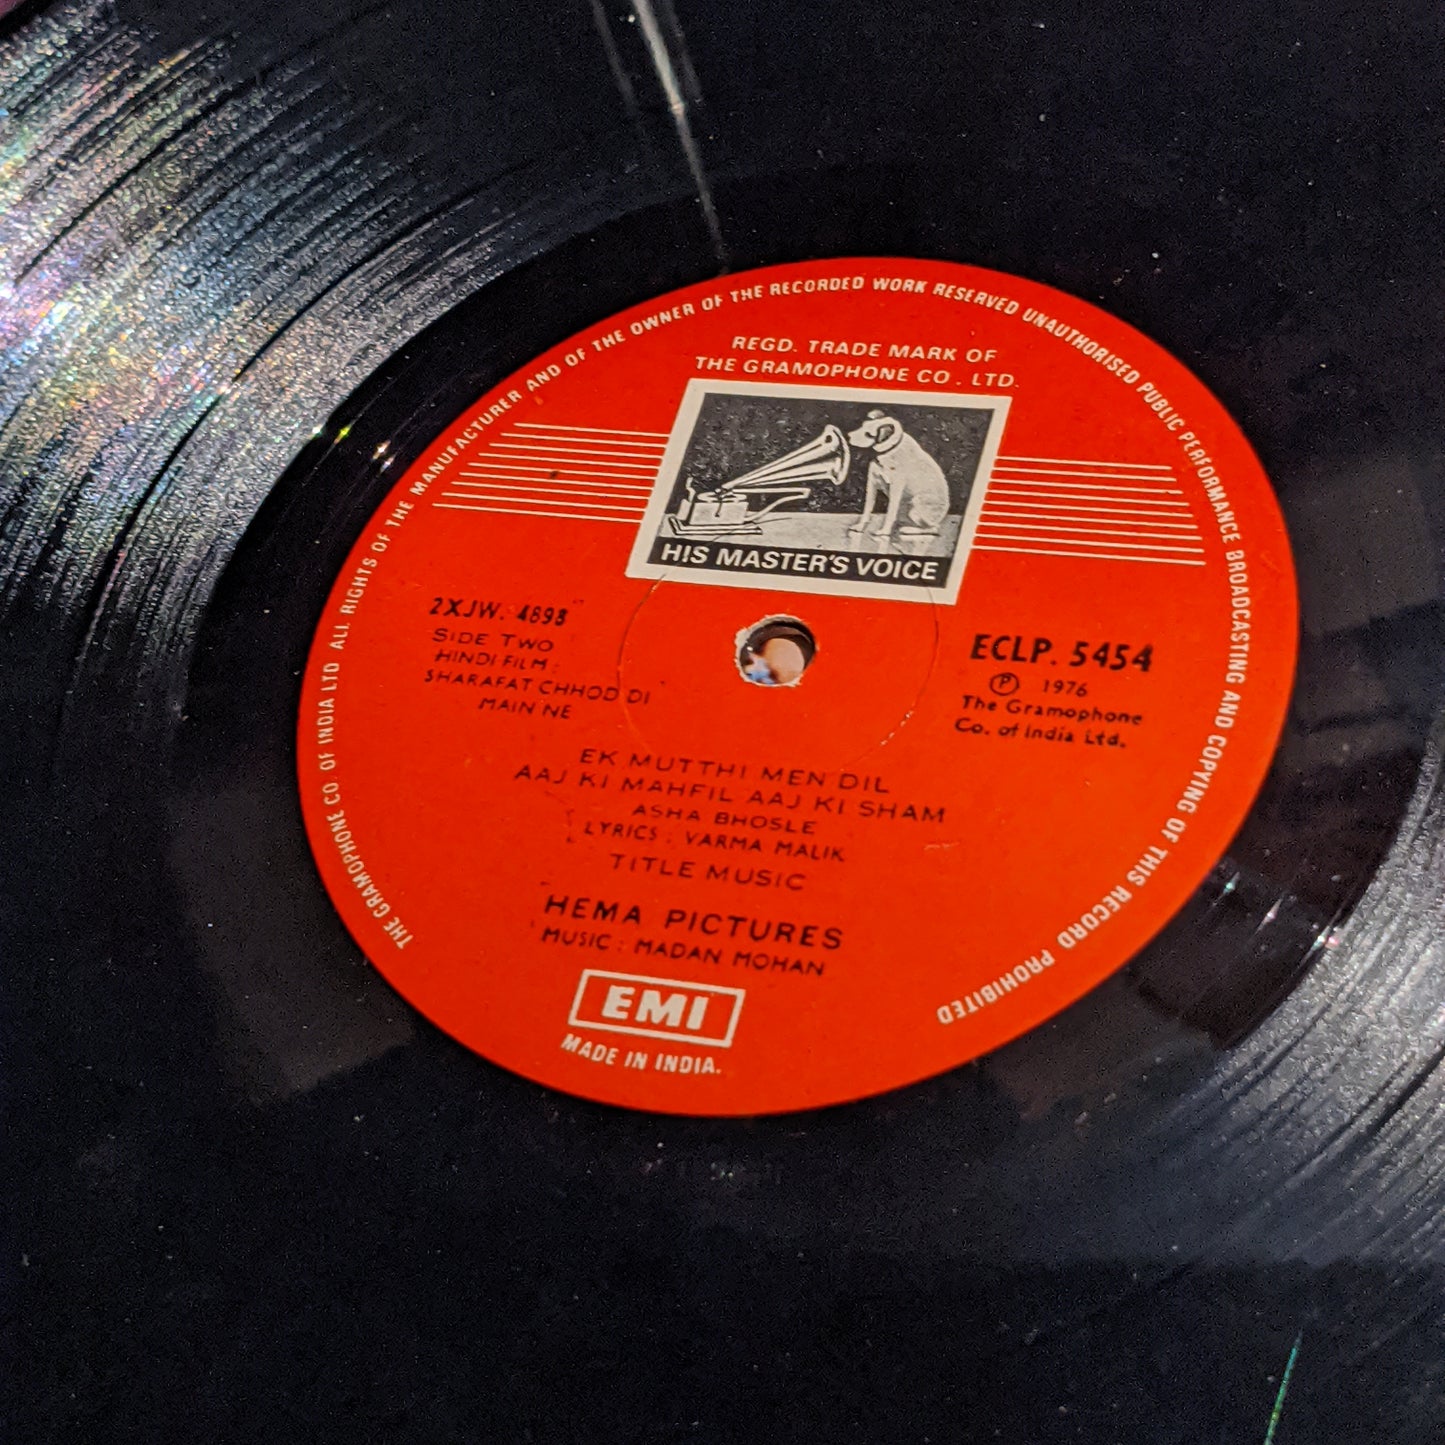 THE GRAMOPHONE CO. OF INDIA LTD ALL RIGHTS OF THE MANUFACTURER AND OF THE OWNER OF THE RECORDED WORK RESERVED UNAUTHORISED PUBLIC PERFORMANCE BROADCASTING AND COPYING OF THIS RECORD PROHIBITED
REGD. TRADE MARK OF
THE GRAMOPHONE CO. LTD.
HIS MASTER'S VOICE
2XJW. 4698
SIDE TWO
HINDI FILM:
SHARAFAT CHHOD DI
MAIN NE
ECLP. 5454
Ⓟ 1976
The Gramophone
Co. of India Ltd.
EK MUTTHI MEN DIL
AAJ KI MAHFIL AAJ KI SHAM
ASHA BHOSLE
LYRICS: VARMA MALIK
TITLE MUSIC
HEMA PICTURES
MUSIC: MADAN MOHAN
EMI
MADE IN INDIA.